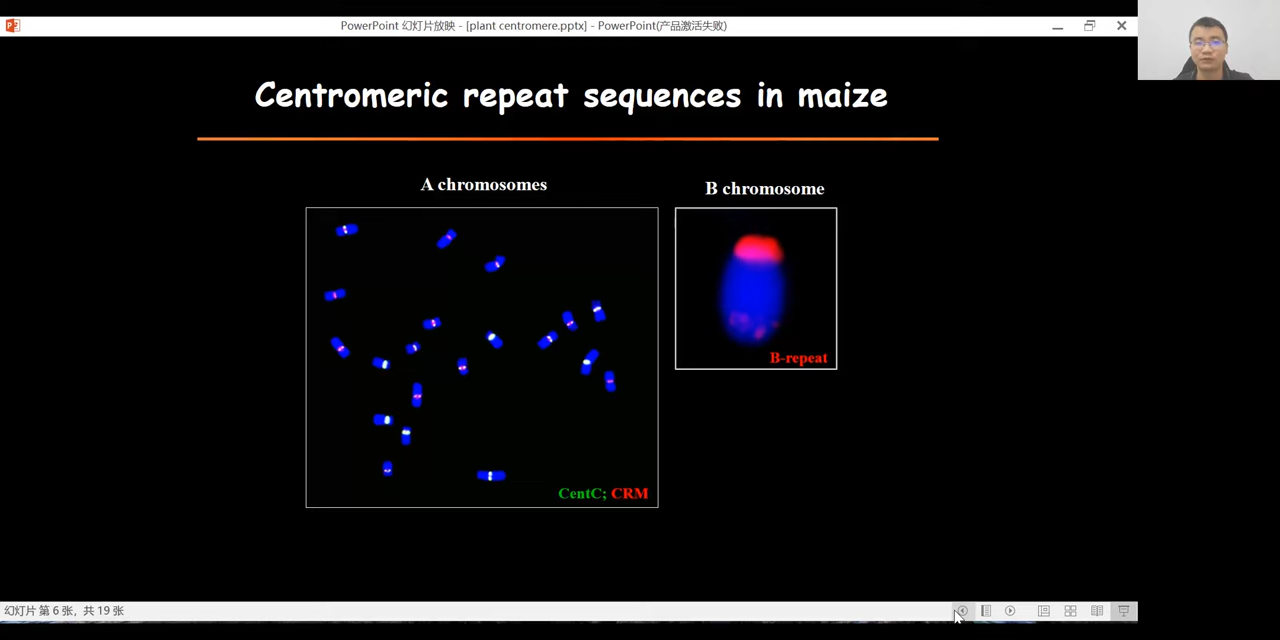 PowerPoint 幻灯片放映 - [plant centromere.pptx] - PowerPoint(产品激活失败)
Centromeric repeat sequences in maize
A chromosomes
B chromosome
B-repeat
CentC; CRM
幻灯片 第 6 张，共 19 张